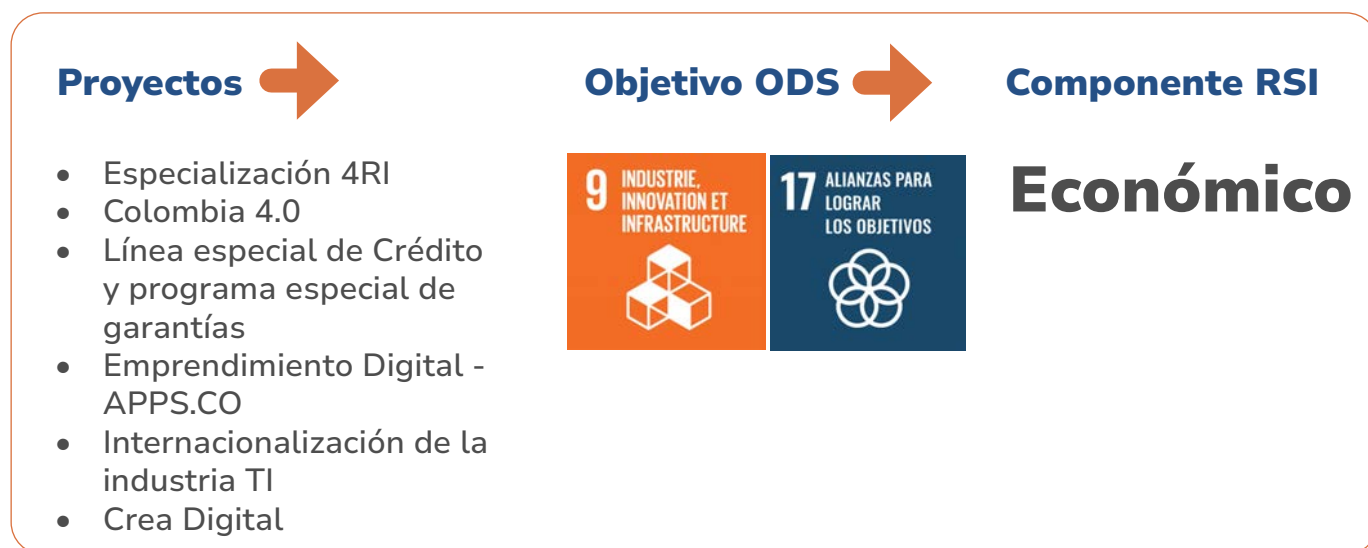 Proyectos
• Especialización 4RI
• Colombia 4.0
• Línea especial de Crédito
y programa especial de
garantías
• Emprendimiento Digital -
APPS.CO
• Internacionalización de la
industria TI
• Crea Digital
Objetivo ODS
9 INDUSTRIE,
INNOVATION ET
INFRASTRUCTURE
17 ALIANZAS PARA
LOGRAR
LOS OBJETIVOS
Componente RSI
Económico